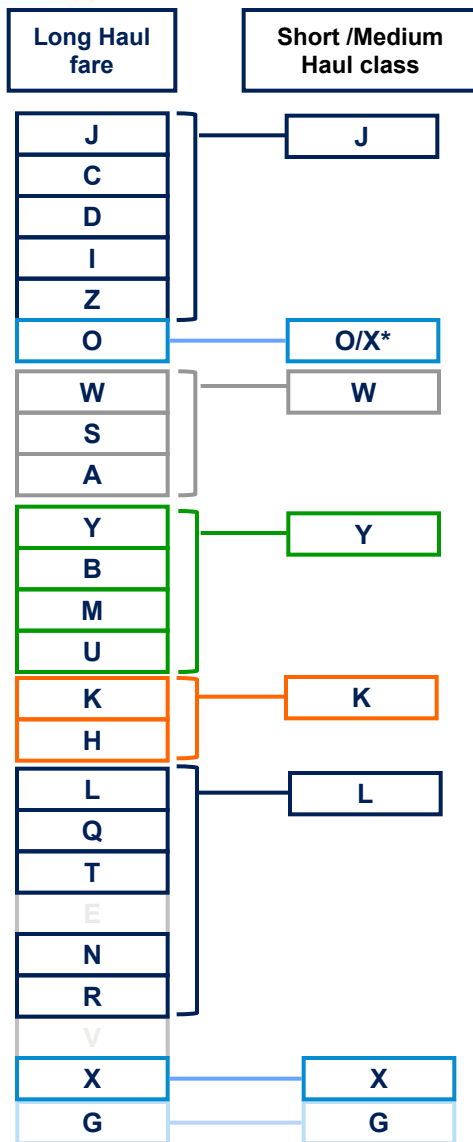 Long Haul
fare
Short /Medium
Haul class
J
J
C
D
I
Z
O
O/X*
W
W
S
A
Y
Y
B
M
U
K
K
H
L
L
Q
T
E
N
R
V
X
X
G
G